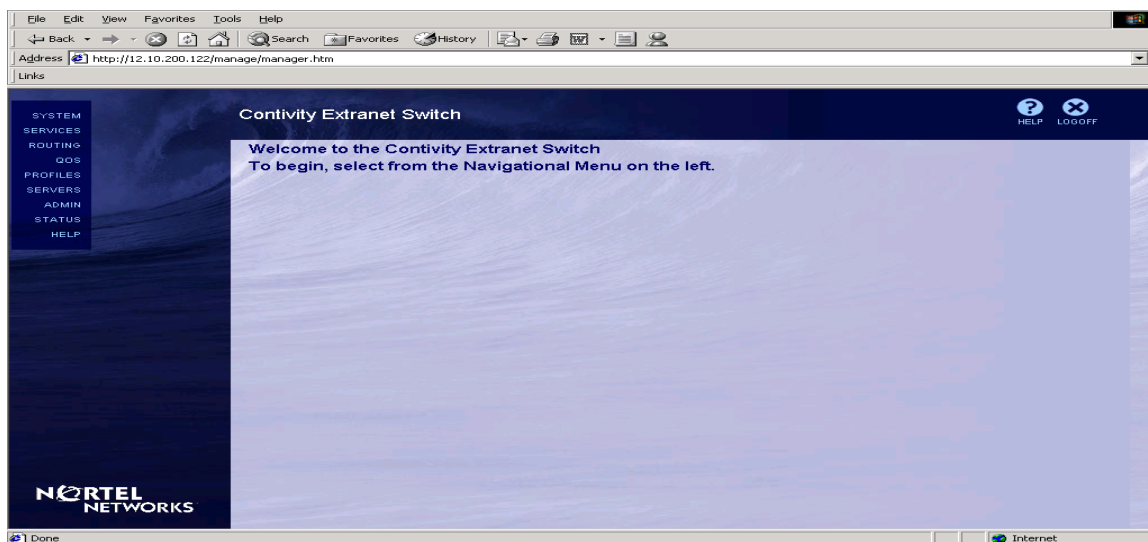 File Edit View Favorites Tools Help
Back Search Favorites History
Address http://12.10.200.122/manage/manager.htm
Links
Contivity Extranet Switch
HELP LOGOFF
SYSTEM
SERVICES
ROUTING
QOS
PROFILES
SERVERS
ADMIN
STATUS
HELP
Welcome to the Contivity Extranet Switch
To begin, select from the Navigational Menu on the left.
NORTEL
NETWORKS
Done Internet